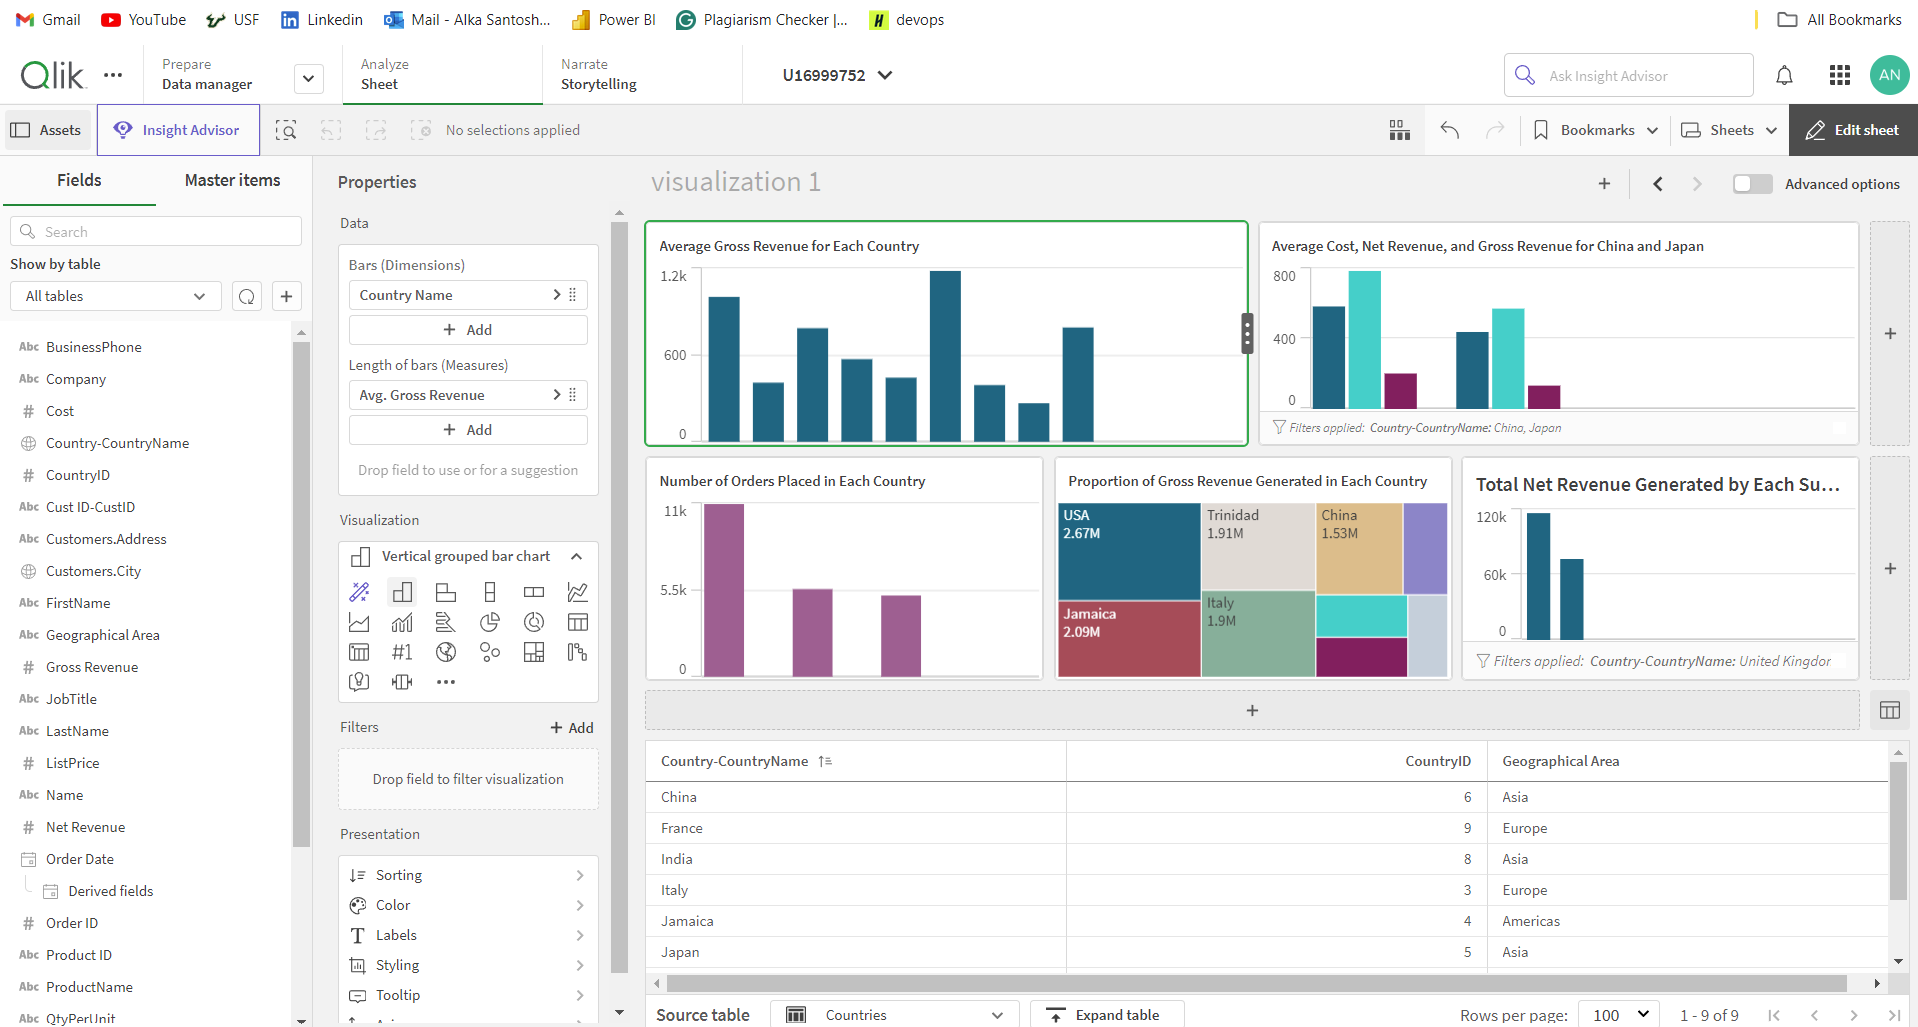 Gmail YouTube USF Linkedin Mail - Alka Santosh... Power BI Plagiarism Checker |... devops All Bookmarks
Qlik
Prepare
Data manager
Analyze
Sheet
Narrate
Storytelling
U16999752
Ask Insight Advisor
AN
Assets Insight Advisor No selections applied Bookmarks Sheets Edit sheet
Fields Master items
Search
Show by table
All tables
Abc BusinessPhone
Abc Company
# Cost
Country-CountryName
# CountryID
Abc Cust ID-CustID
Abc Customers.Address
Customers.City
Abc FirstName
Abc Geographical Area
# Gross Revenue
Abc JobTitle
Abc LastName
# ListPrice
Abc Name
# Net Revenue
Order Date
Derived fields
# Order ID
Abc Product ID
Abc ProductName
Abc QtyPerUnit
Properties
Data
Bars (Dimensions)
Country Name
+ Add
Length of bars (Measures)
Avg. Gross Revenue
+ Add
Drop field to use or for a suggestion
Visualization
Vertical grouped bar chart
#1
Filters + Add
Drop field to filter visualization
Presentation
Sorting
Color
Labels
Styling
Tooltip
visualization 1
Advanced options
Average Gross Revenue for Each Country
1.2k
600
0
Average Cost, Net Revenue, and Gross Revenue for China and Japan
800
400
0
Filters applied: Country-CountryName: China, Japan
Number of Orders Placed in Each Country
11k
5.5k
0
Proportion of Gross Revenue Generated in Each Country
USA
2.67M
Trinidad
1.91M
China
1.53M
Jamaica
2.09M
Italy
1.9M
Total Net Revenue Generated by Each Su...
120k
60k
0
Filters applied: Country-CountryName: United Kingdor
Country-CountryName CountryID Geographical Area
China 6 Asia
France 9 Europe
India 8 Asia
Italy 3 Europe
Jamaica 4 Americas
Japan 5 Asia
Source table Countries Expand table Rows per page: 100 1 - 9 of 9